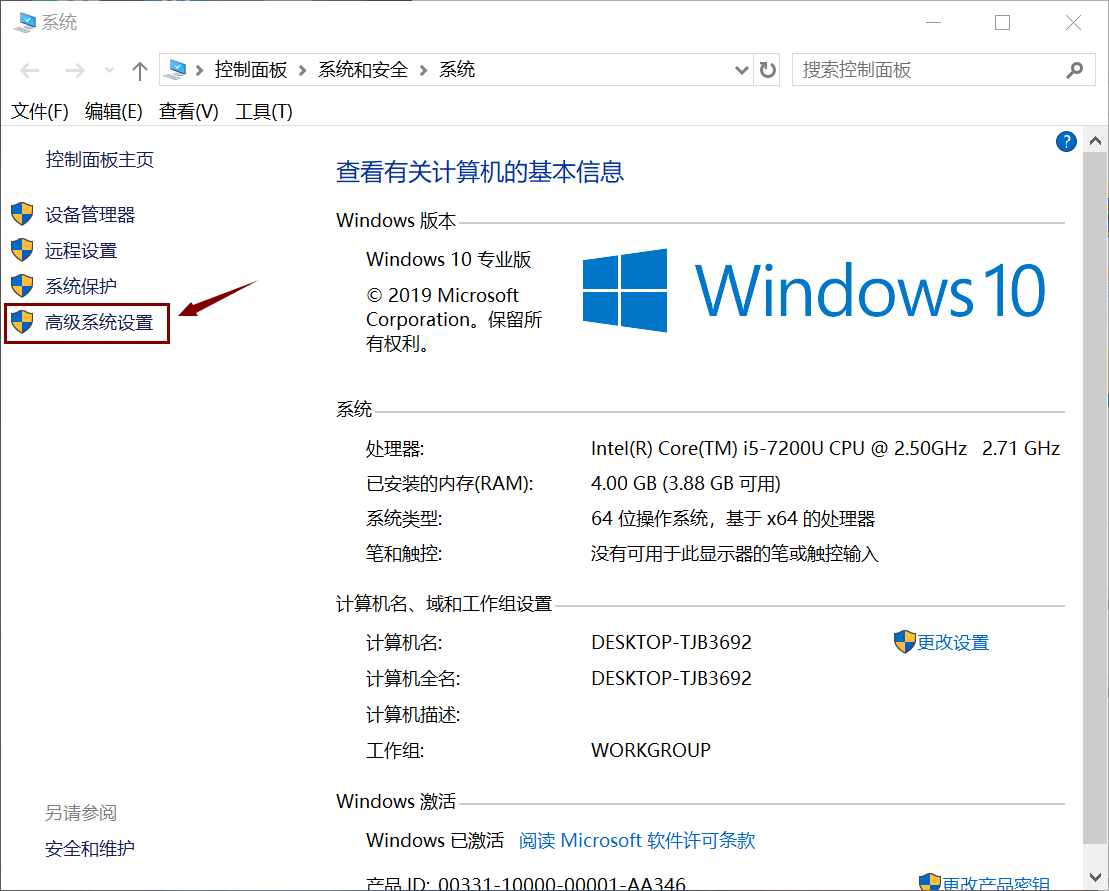 系统
控制面板 系统和安全 系统
搜索控制面板
文件(F) 编辑(E) 查看(V) 工具(T)
控制面板主页
设备管理器
远程设置
系统保护
高级系统设置
另请参阅
安全和维护
?
查看有关计算机的基本信息
Windows 版本
Windows 10 专业版
© 2019 Microsoft
Corporation。保留所
有权利。
Windows 10
系统
处理器: Intel(R) Core(TM) i5-7200U CPU @ 2.50GHz 2.71 GHz
已安装的内存(RAM): 4.00 GB (3.88 GB 可用)
系统类型: 64 位操作系统，基于 x64 的处理器
笔和触控: 没有可用于此显示器的笔或触控输入
计算机名、域和工作组设置
计算机名: DESKTOP-TJB3692 更改设置
计算机全名: DESKTOP-TJB3692
计算机描述:
工作组: WORKGROUP
Windows 激活
Windows 已激活 阅读 Microsoft 软件许可条款
产品 ID: 00331-10000-00001-AA346 更改产品密钥